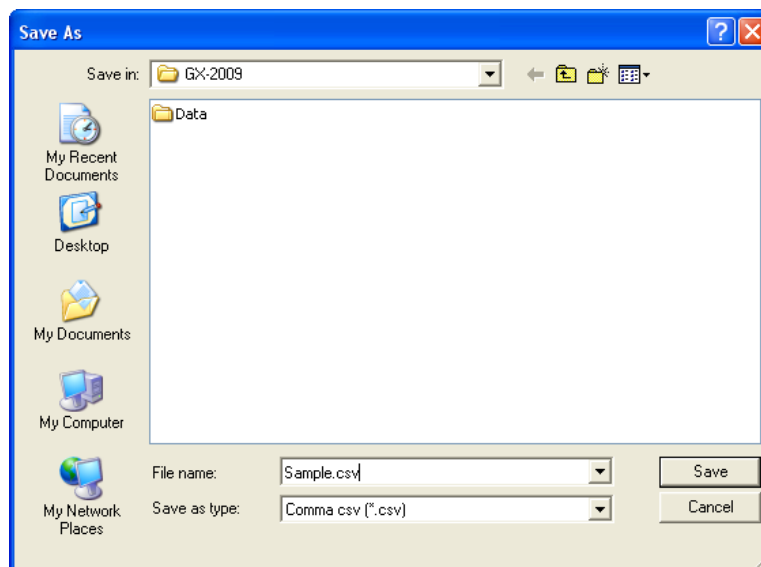 Save As
Save in: GX-2009
Data
My Recent
Documents
Desktop
My Documents
My Computer
My Network
Places
File name: Sample.csv Save
Save as type: Comma csv (*.csv) Cancel